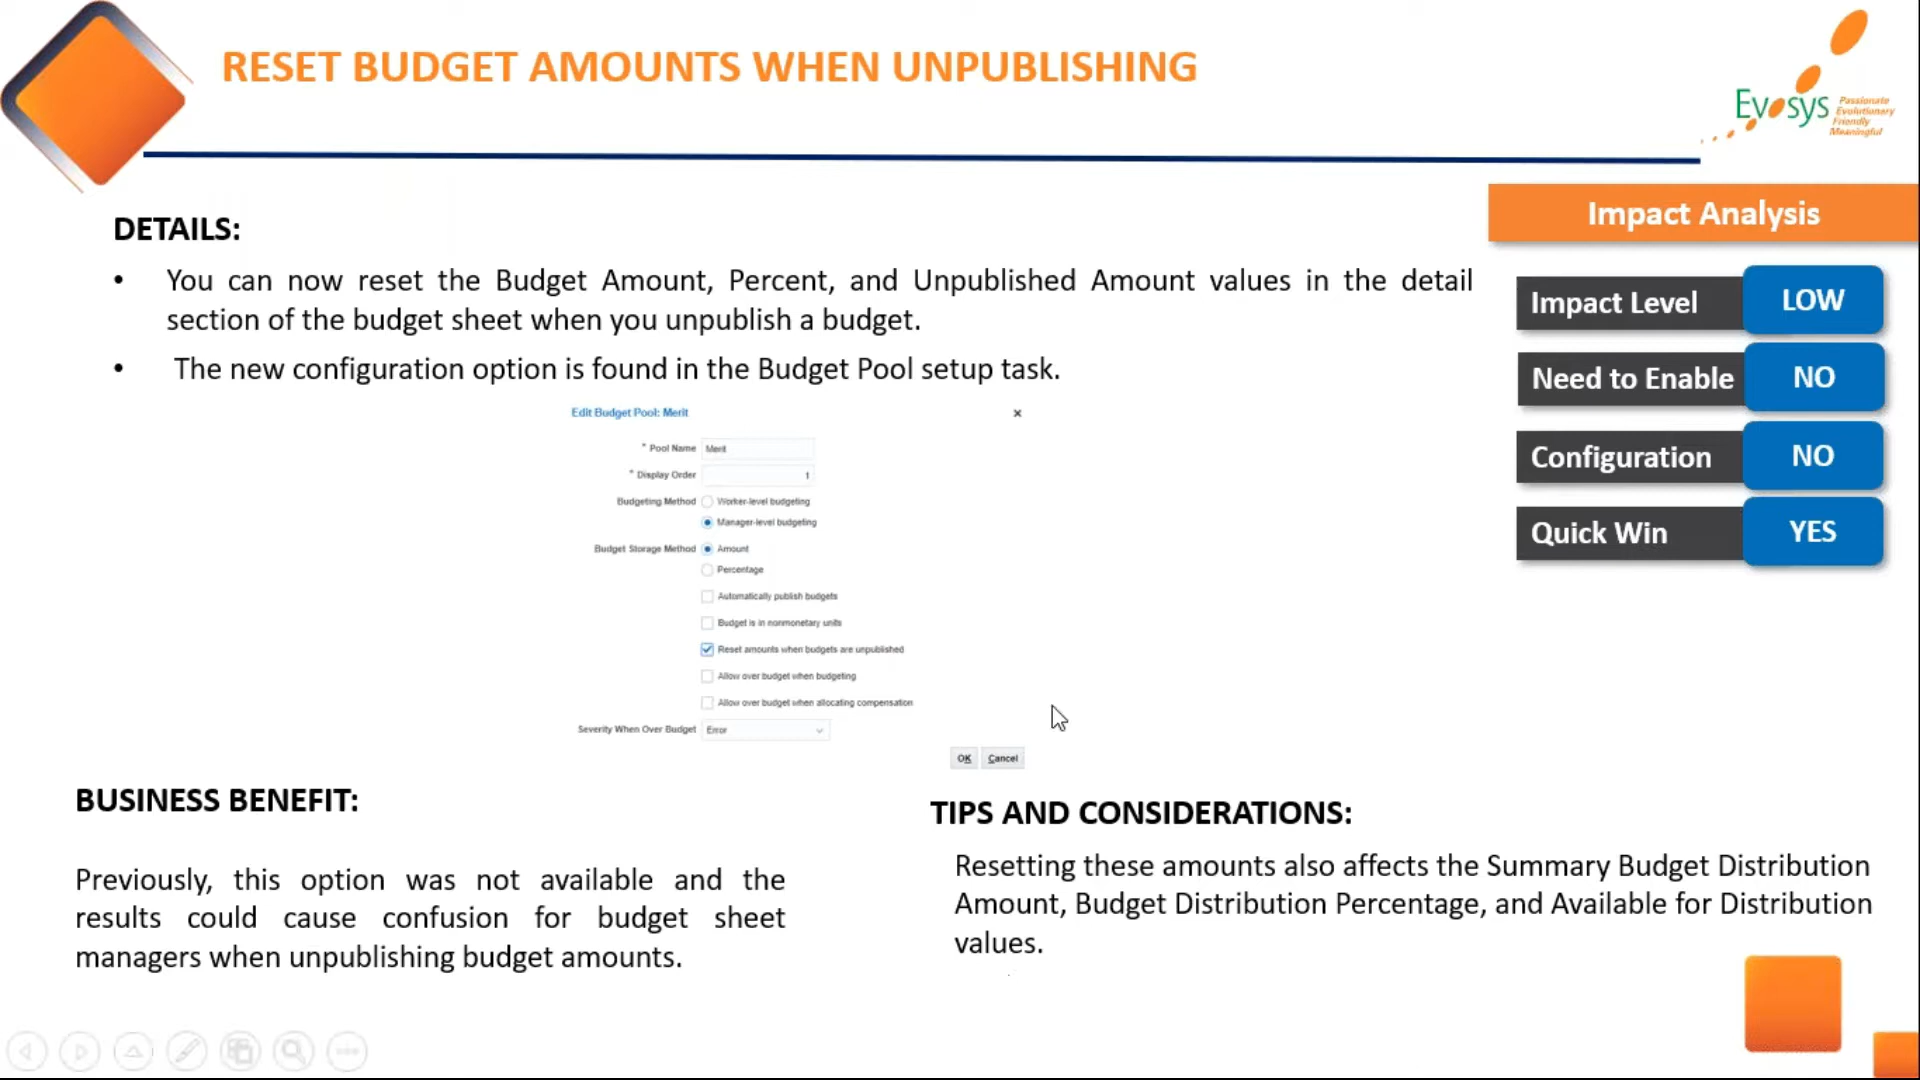 RESET BUDGET AMOUNTS WHEN UNPUBLISHING
Evosys
Passionate
Evolutionary
Friendly
Meaningful
DETAILS:
• You can now reset the Budget Amount, Percent, and Unpublished Amount values in the detail
section of the budget sheet when you unpublish a budget.
• The new configuration option is found in the Budget Pool setup task.
Impact Analysis
Impact Level LOW
Need to Enable NO
Configuration NO
Quick Win YES
Edit Budget Pool: Merit
* Pool Name Merit
* Display Order 1
Budgeting Method Worker-level budgeting
Manager-level budgeting
Budget Storage Method Amount
Percentage
Automatically publish budgets
Budget is in nonmonetary units
Reset amounts when budgets are unpublished
Allow over budget when budgeting
Allow over budget when allocating compensation
Severity When Over Budget Error
OK Cancel
BUSINESS BENEFIT:
Previously, this option was not available and the
results could cause confusion for budget sheet
managers when unpublishing budget amounts.
TIPS AND CONSIDERATIONS:
Resetting these amounts also affects the Summary Budget Distribution
Amount, Budget Distribution Percentage, and Available for Distribution
values.